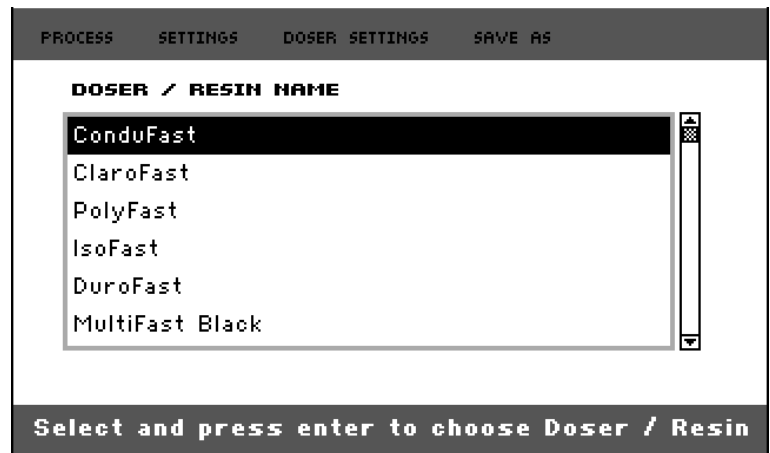 PROCESS SETTINGS DOSER SETTINGS SAVE AS
DOSER / RESIN NAME
ConduFast
ClaroFast
PolyFast
IsoFast
DuroFast
MultiFast Black
Select and press enter to choose Doser / Resin